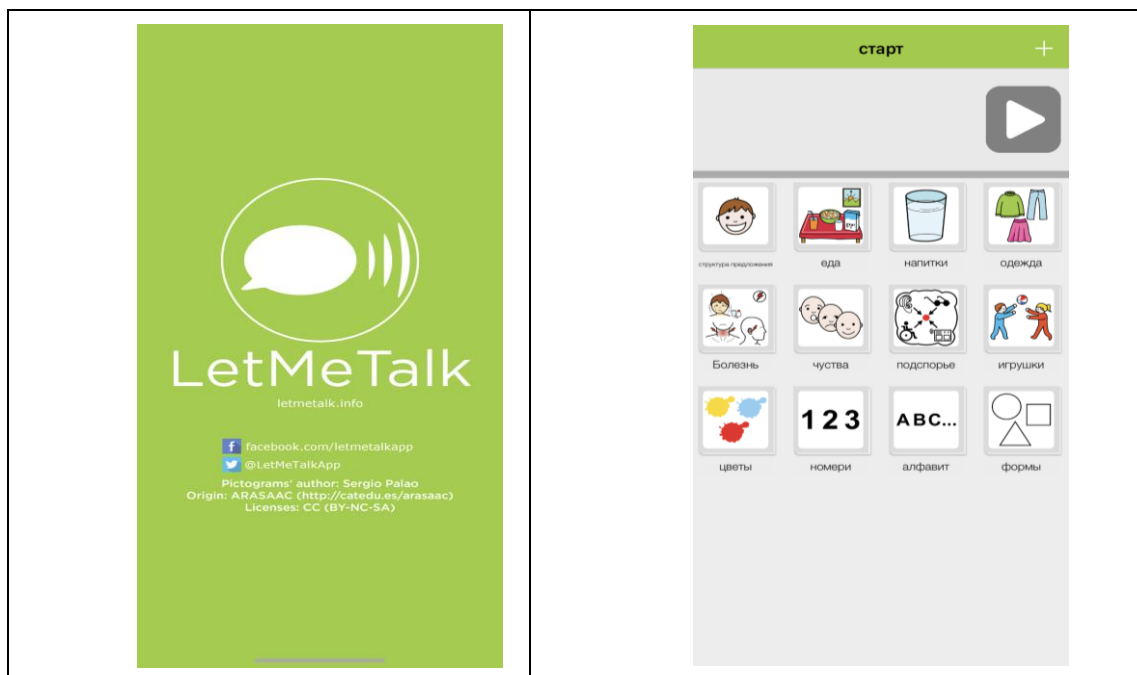 LetMeTalk
letmetalk.info
facebook.com/letmetalkapp
@LetMeTalkApp
Pictograms' author: Sergio Palao
Origin: ARASAAC (http://catedu.es/arasaac)
Licenses: CC (BY-NC-SA)
старт
структура предложения еда напитки одежда
Болезнь чуства подспорье игрушки
1 2 3 ABC...
цветы номери алфавит формы